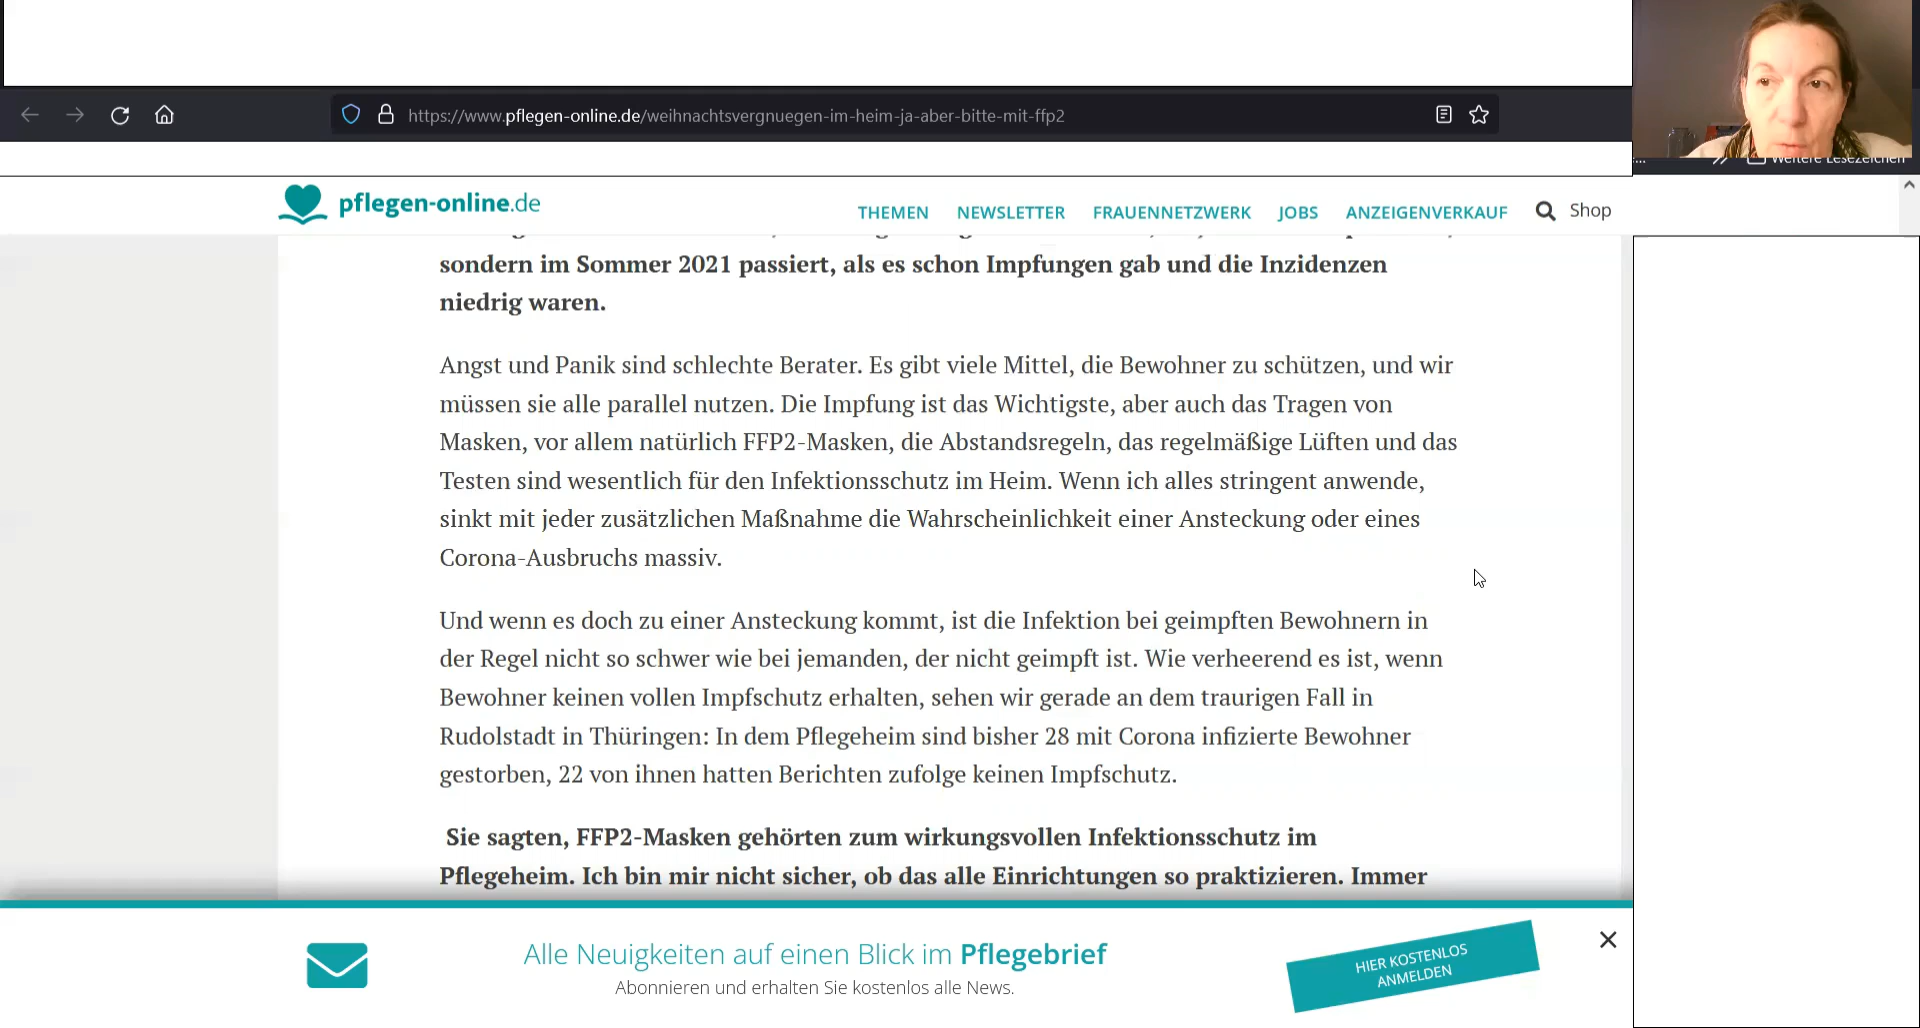 https://www.pflegen-online.de/weihnachtsvergnuegen-im-heim-ja-aber-bitte-mit-ffp2
... Weitere Lesezeichen
pflegen-online.de THEMEN NEWSLETTER FRAUENNETZWERK JOBS ANZEIGENVERKAUF Shop
sondern im Sommer 2021 passiert, als es schon Impfungen gab und die Inzidenzen
niedrig waren.
Angst und Panik sind schlechte Berater. Es gibt viele Mittel, die Bewohner zu schützen, und wir
müssen sie alle parallel nutzen. Die Impfung ist das Wichtigste, aber auch das Tragen von
Masken, vor allem natürlich FFP2-Masken, die Abstandsregeln, das regelmäßige Lüften und das
Testen sind wesentlich für den Infektionsschutz im Heim. Wenn ich alles stringent anwende,
sinkt mit jeder zusätzlichen Maßnahme die Wahrscheinlichkeit einer Ansteckung oder eines
Corona-Ausbruchs massiv.
Und wenn es doch zu einer Ansteckung kommt, ist die Infektion bei geimpften Bewohnern in
der Regel nicht so schwer wie bei jemanden, der nicht geimpft ist. Wie verheerend es ist, wenn
Bewohner keinen vollen Impfschutz erhalten, sehen wir gerade an dem traurigen Fall in
Rudolstadt in Thüringen: In dem Pflegeheim sind bisher 28 mit Corona infizierte Bewohner
gestorben, 22 von ihnen hatten Berichten zufolge keinen Impfschutz.
Sie sagten, FFP2-Masken gehörten zum wirkungsvollen Infektionsschutz im
Pflegeheim. Ich bin mir nicht sicher, ob das alle Einrichtungen so praktizieren. Immer
Alle Neuigkeiten auf einen Blick im Pflegebrief
Abonnieren und erhalten Sie kostenlos alle News.
HIER KOSTENLOS
ANMELDEN